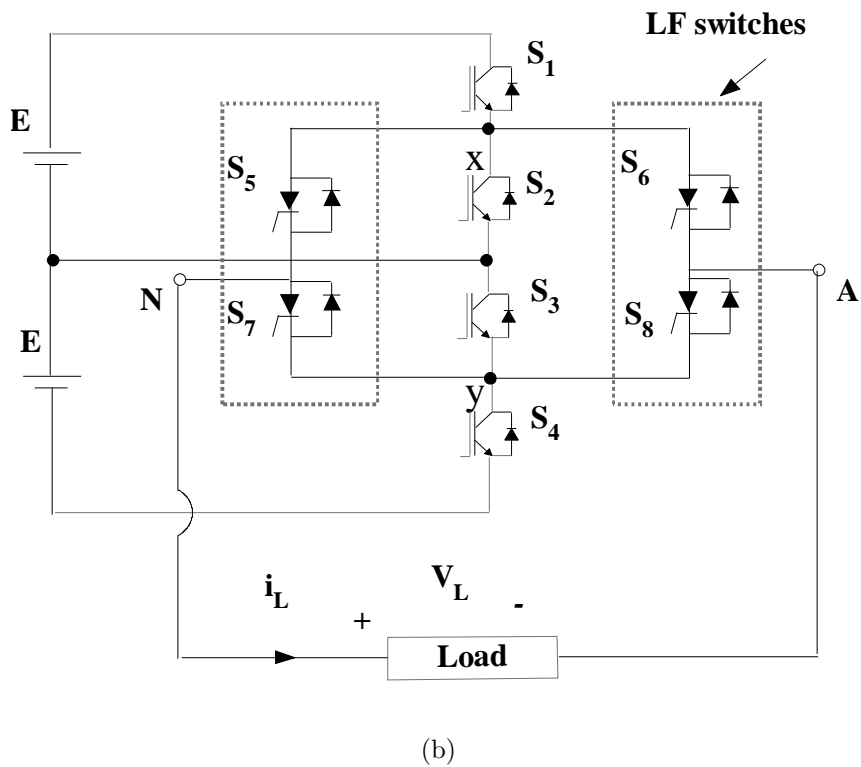 LF switches
S1
E
x
S5
S2
S6
N
S3
A
S7
S8
E
y
S4
iL
VL
+
-
Load
(b)